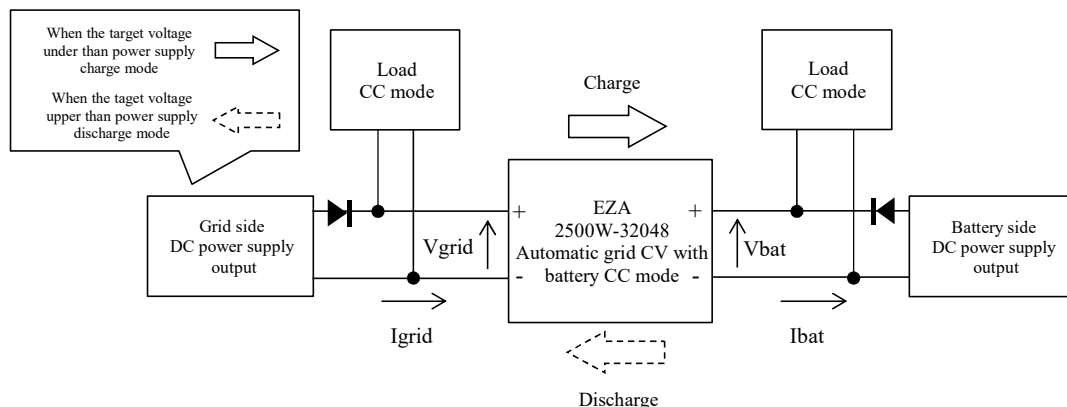 When the target voltage
under than power supply
charge mode
When the taget voltage
upper than power supply
discharge mode
Load
CC mode
Charge
Load
CC mode
Grid side
DC power supply
output
Vgrid
+
-
EZA
2500W-32048
Automatic grid CV with
battery CC mode
+
-
Vbat
Battery side
DC power supply
output
Igrid
Ibat
Discharge